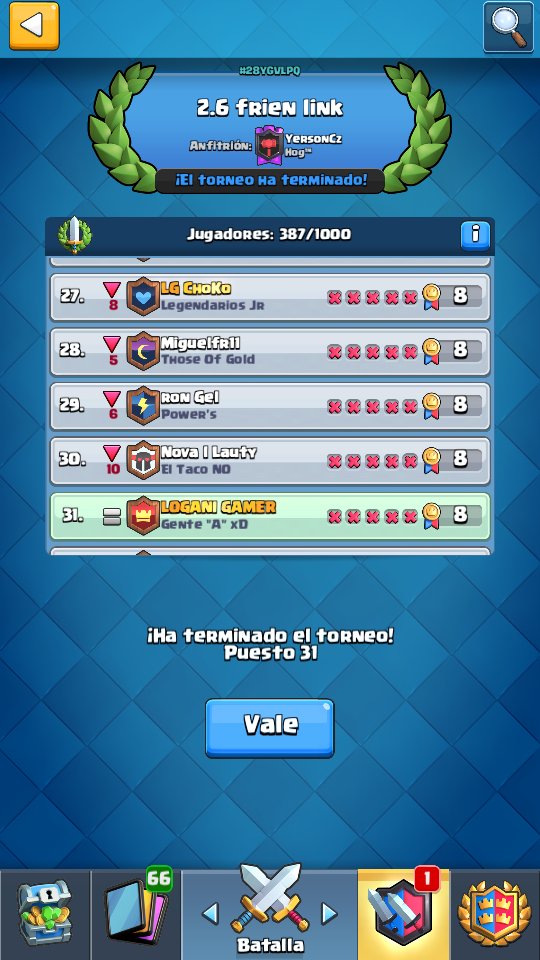 #28YGVLPQ
2.6 frien link
Anfitrión: YersonCz
Hog™
¡El torneo ha terminado!
Jugadores: 387/1000
i
27. 8 LG ChoKo 8
Legendarios Jr
28. 5 Miguelfr11 8
Those Of Gold
29. 6 ron Gel 8
Power's
30. 10 Nova | Lauty 8
El Taco NO
31. LOGANI GAMER 8
Gente "A" xD
¡Ha terminado el torneo!
Puesto 31
Vale
66
1
Batalla